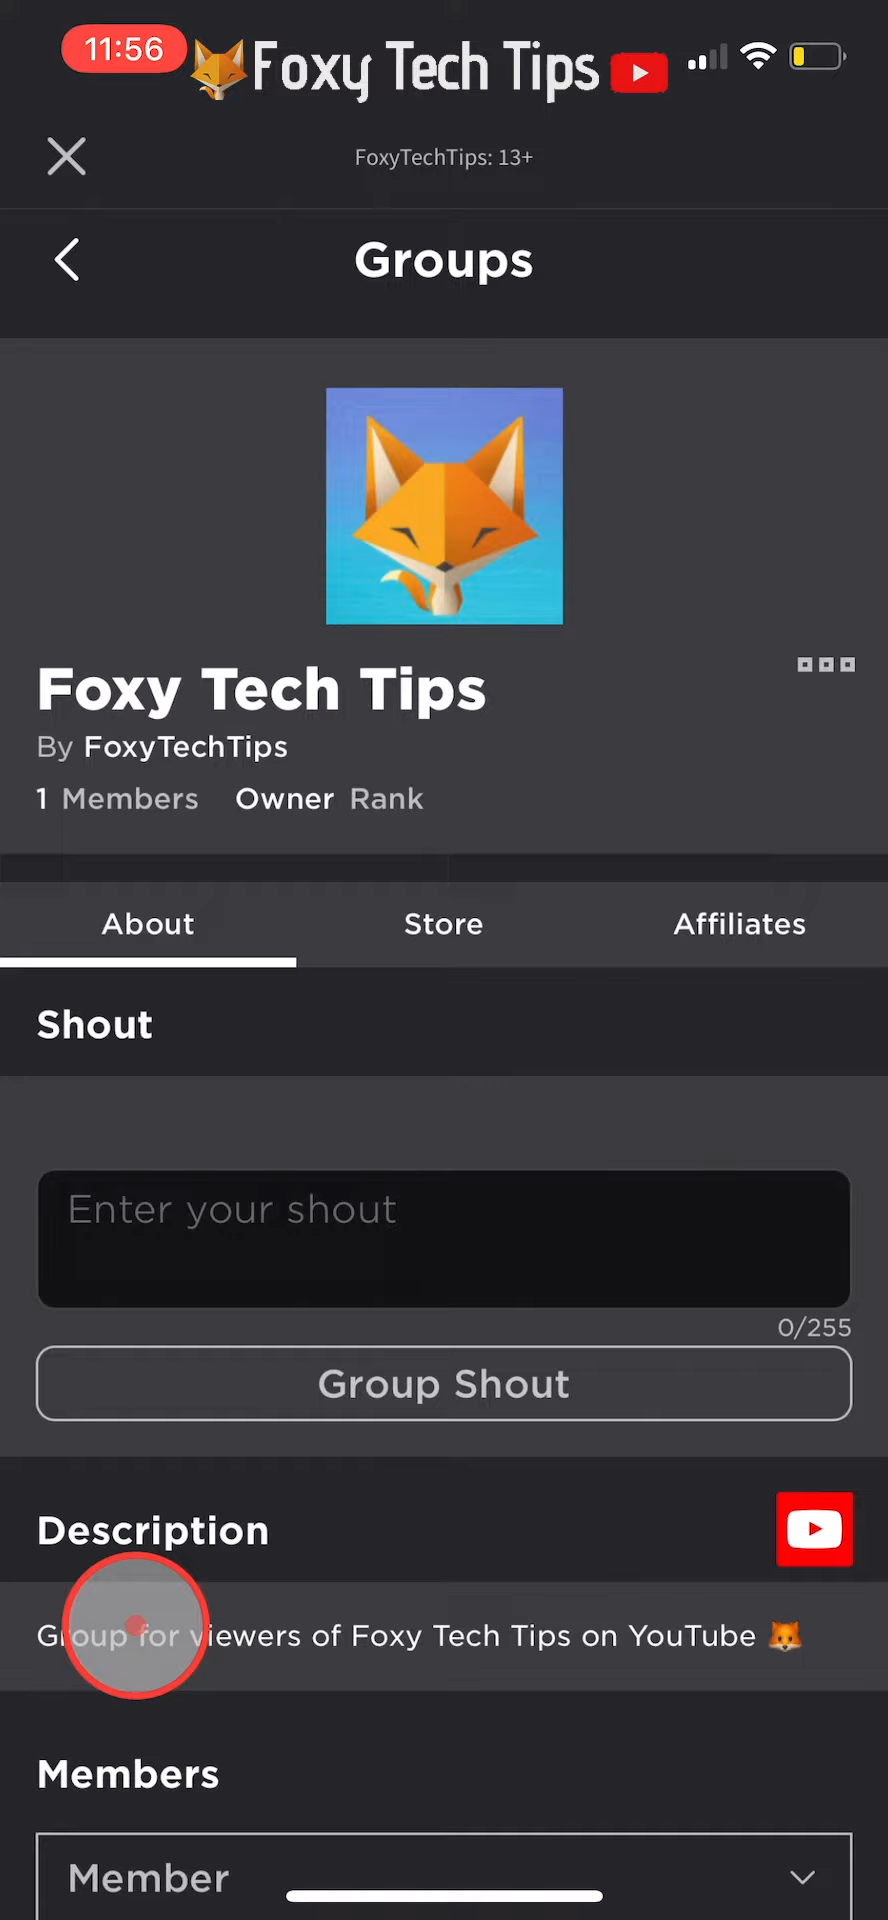 11:56
Foxy Tech Tips
FoxyTechTips: 13+
Groups
Foxy Tech Tips
By FoxyTechTips
1 Members Owner Rank
About Store Affiliates
Shout
Enter your shout
0/255
Group Shout
Description
Group for viewers of Foxy Tech Tips on YouTube 🦊
Members
Member